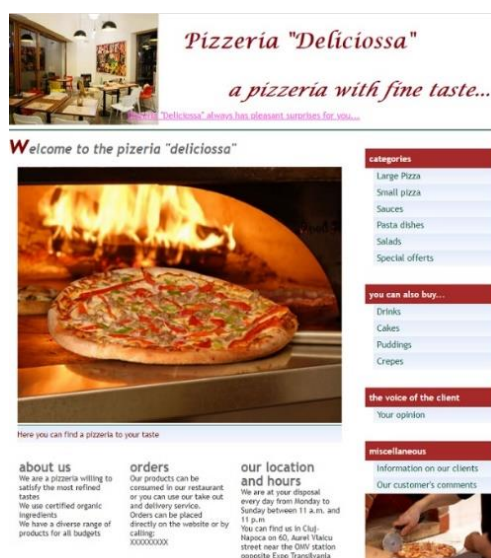 Pizzeria "Deliciossa"
a pizzeria with fine taste...
Pizzeria "Deliciossa" always has pleasant surprises for you...
Welcome to the pizeria "deliciossa"
Here you can find a pizzeria to your taste
about us
We are a pizzeria willing to
satisfy the most refined
tastes
We use certified organic
ingredients
We have a diverse range of
products for all budgets
orders
Our products can be
consumed in our restaurant
or you can use our take out
and delivery service.
Orders can be placed
directly on the website or by
calling:
XXXXXXXX
our location
and hours
We are at your disposal
every day from Monday to
Sunday between 11 a.m. and
11 p.m
You can find us in Cluj-
Napoca on 60, Aurel Vlaicu
street near the OMV station
opposite Expo Transilvania
categories
Large Pizza
Small pizza
Sauces
Pasta dishes
Salads
Special offerts
you can also buy...
Drinks
Cakes
Puddings
Crepes
the voice of the client
Your opinion
miscellaneous
Information on our clients
Our customer's comments